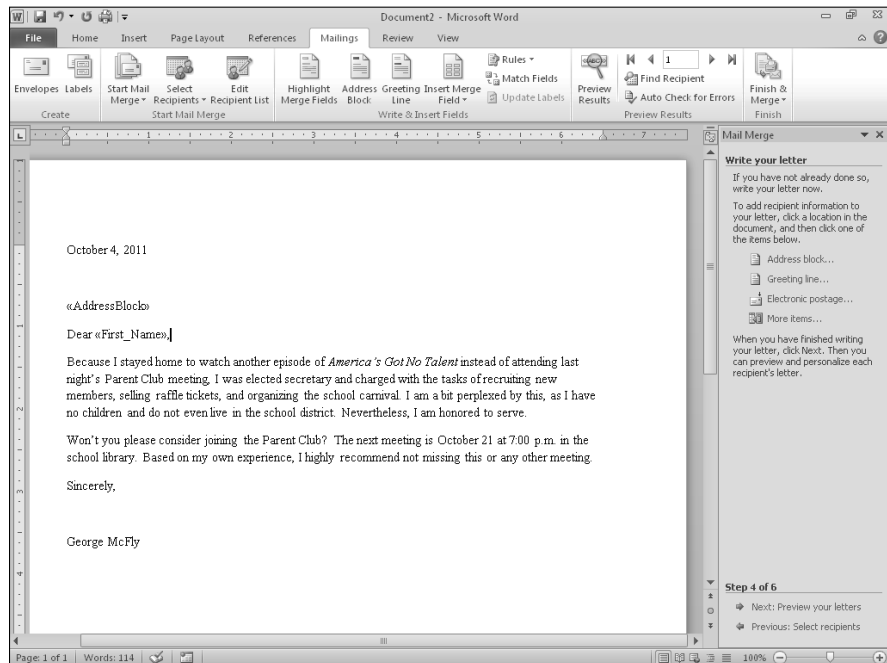 Document2 - Microsoft Word
File Home Insert Page Layout References Mailings Review View
Envelopes Labels Start Mail Merge Select Recipients Edit Recipient List Highlight Merge Fields Address Block Greeting Line Insert Merge Field Rules Match Fields Update Labels Preview Results 1 Find Recipient Auto Check for Errors Finish & Merge
Create Start Mail Merge Write & Insert Fields Preview Results Finish
1 2 3 4 5 6 7
Mail Merge
Write your letter
If you have not already done so,
write your letter now.
To add recipient information to
your letter, click a location in the
document, and then click one of
the items below.
Address block...
Greeting line...
Electronic postage...
More items...
When you have finished writing
your letter, click Next. Then you
can preview and personalize each
recipient's letter.
October 4, 2011
«AddressBlock»
Dear «First_Name»,
Because I stayed home to watch another episode of America's Got No Talent instead of attending last
night's Parent Club meeting, I was elected secretary and charged with the tasks of recruiting new
members, selling raffle tickets, and organizing the school carnival. I am a bit perplexed by this, as I have
no children and do not even live in the school district. Nevertheless, I am honored to serve.
Won't you please consider joining the Parent Club? The next meeting is October 21 at 7:00 p.m. in the
school library. Based on my own experience, I highly recommend not missing this or any other meeting.
Sincerely,
George McFly
Step 4 of 6
Next: Preview your letters
Previous: Select recipients
Page: 1 of 1 Words: 114 100%